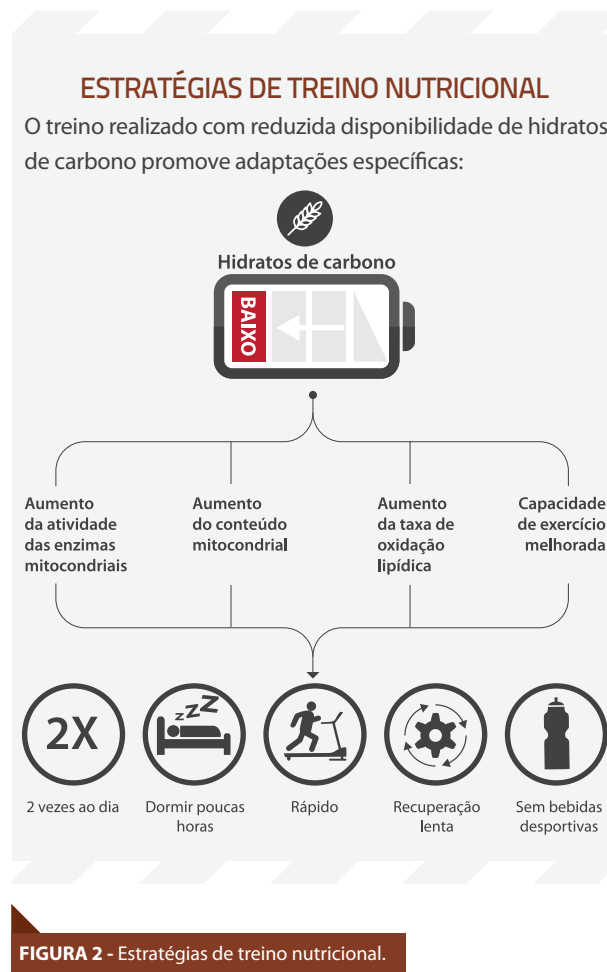 ESTRATÉGIAS DE TREINO NUTRICIONAL
O treino realizado com reduzida disponibilidade de hidratos
de carbono promove adaptações específicas:
Hidratos de carbono
BAIXO
Aumento
da atividade
das enzimas
mitocondriais
Aumento
do conteúdo
mitocondrial
Aumento
da taxa de
oxidação
lipídica
Capacidade
de exercício
melhorada
2X
zzZ
2 vezes ao dia
Dormir poucas
horas
Rápido
Recuperação
lenta
Sem bebidas
desportivas
FIGURA 2 - Estratégias de treino nutricional.